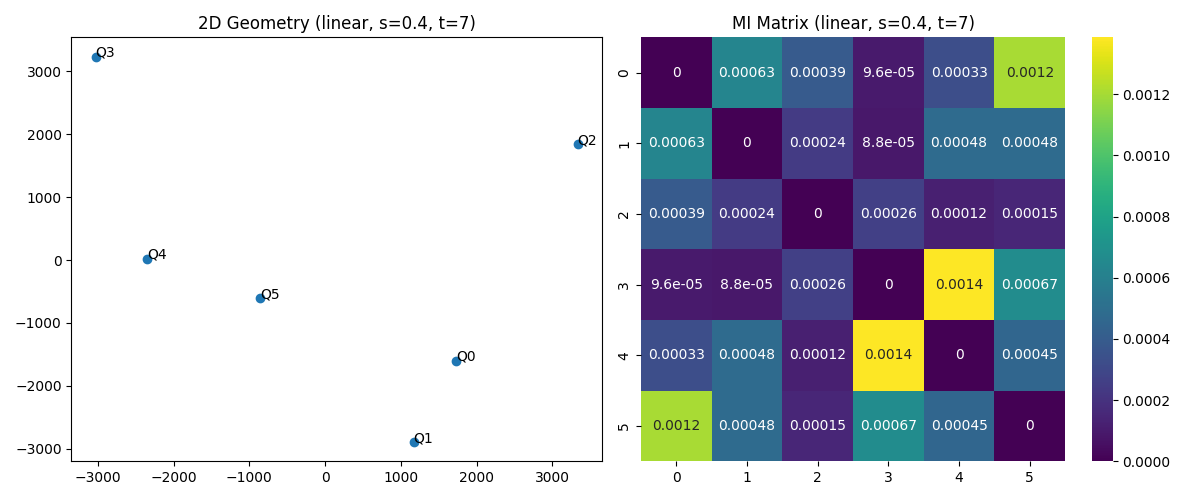 2D Geometry (linear, s=0.4, t=7)
3000
2000
1000
0
−1000
−2000
−3000
Q3
Q2
Q4
Q5
Q0
Q1
−3000 −2000 −1000 0 1000 2000 3000
MI Matrix (linear, s=0.4, t=7)
0 0 0.00063 0.00039 9.6e-05 0.00033 0.0012
1 0.00063 0 0.00024 8.8e-05 0.00048 0.00048
2 0.00039 0.00024 0 0.00026 0.00012 0.00015
3 9.6e-05 8.8e-05 0.00026 0 0.0014 0.00067
4 0.00033 0.00048 0.00012 0.0014 0 0.00045
5 0.0012 0.00048 0.00015 0.00067 0.00045 0
0 1 2 3 4 5
0.0012
0.0010
0.0008
0.0006
0.0004
0.0002
0.0000